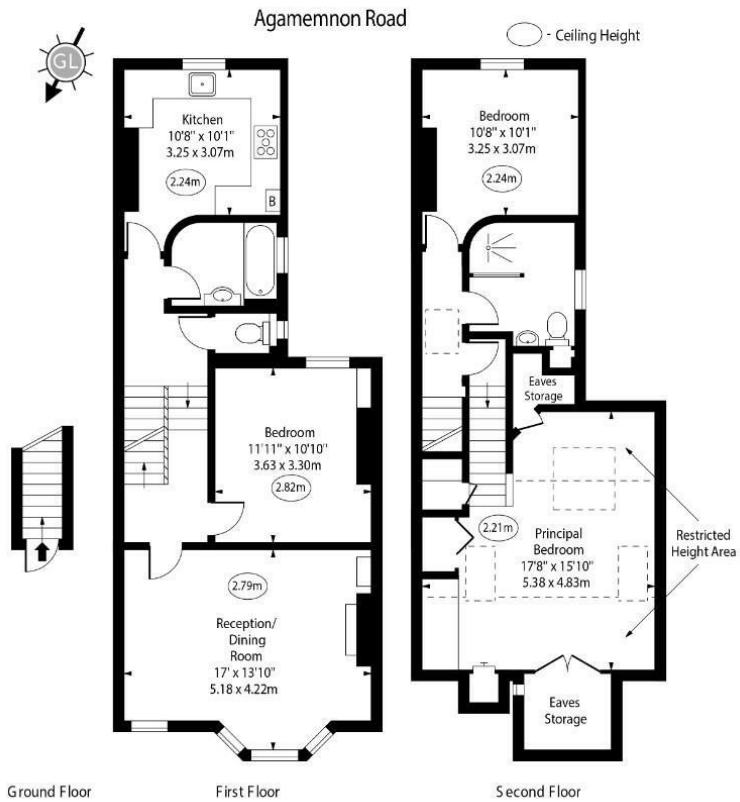 Agamemnon Road
- Ceiling Height
GL
Kitchen
10'8" x 10'1"
3.25 x 3.07m
2.24m
B
Bedroom
11'11" x 10'10"
3.63 x 3.30m
2.82m
2.79m
Reception/
Dining
Room
17' x 13'10"
5.18 x 4.22m
Bedroom
10'8" x 10'1"
3.25 x 3.07m
2.24m
Eaves
Storage
2.21m
Principal
Bedroom
17'8" x 15'10"
5.38 x 4.83m
Restricted
Height Area
Eaves
Storage
Ground Floor
First Floor
Second Floor